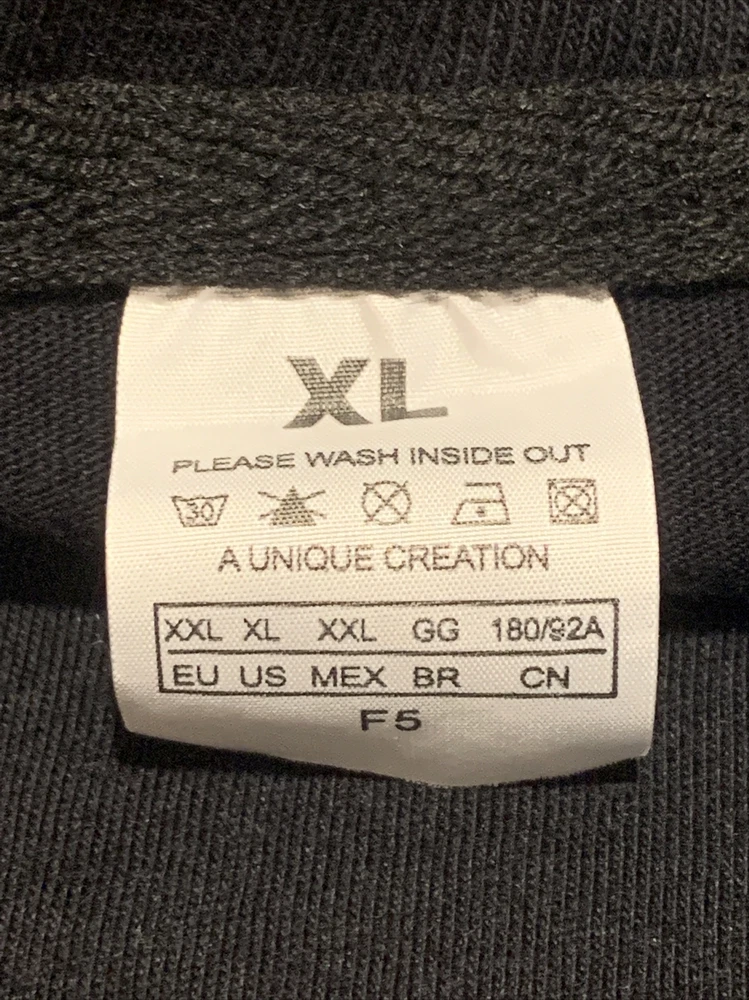 XL
PLEASE WASH INSIDE OUT
30
A UNIQUE CREATION
XXL XL XXL GG 180/92A
EU US MEX BR CN
F5